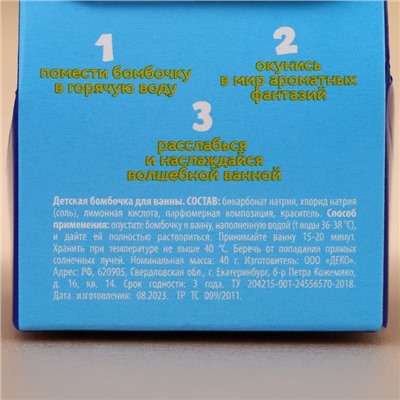 1
помести бомбочку
в горячую воду
2
окунись
в мир ароматных
фантазий
3
расслабься
и наслаждайся
волшебной ванной
Детская бомбочка для ванны. СОСТАВ: бикарбонат натрия, хлорид натрия
(соль), лимонная кислота, парфюмерная композиция, краситель. Способ
применения: опустите бомбочку в ванну, наполненную водой (t воды 36-38 °C),
и дайте ей полностью раствориться. Принимайте ванну 15-20 минут.
Хранить при температуре не выше 40 °C. Беречь от попадания прямых
солнечных лучей. Номинальная масса: 40 г. Изготовитель: ООО «ДЕКО».
Адрес: РФ, 620905, Свердловская обл., г. Екатеринбург, б-р Петра Кожемяко,
д. 16, кв. 14. Срок годности: 3 года. ТУ 204215-001-24556570-2018.
Дата изготовления: 08.2023. ТР ТС 009/2011.